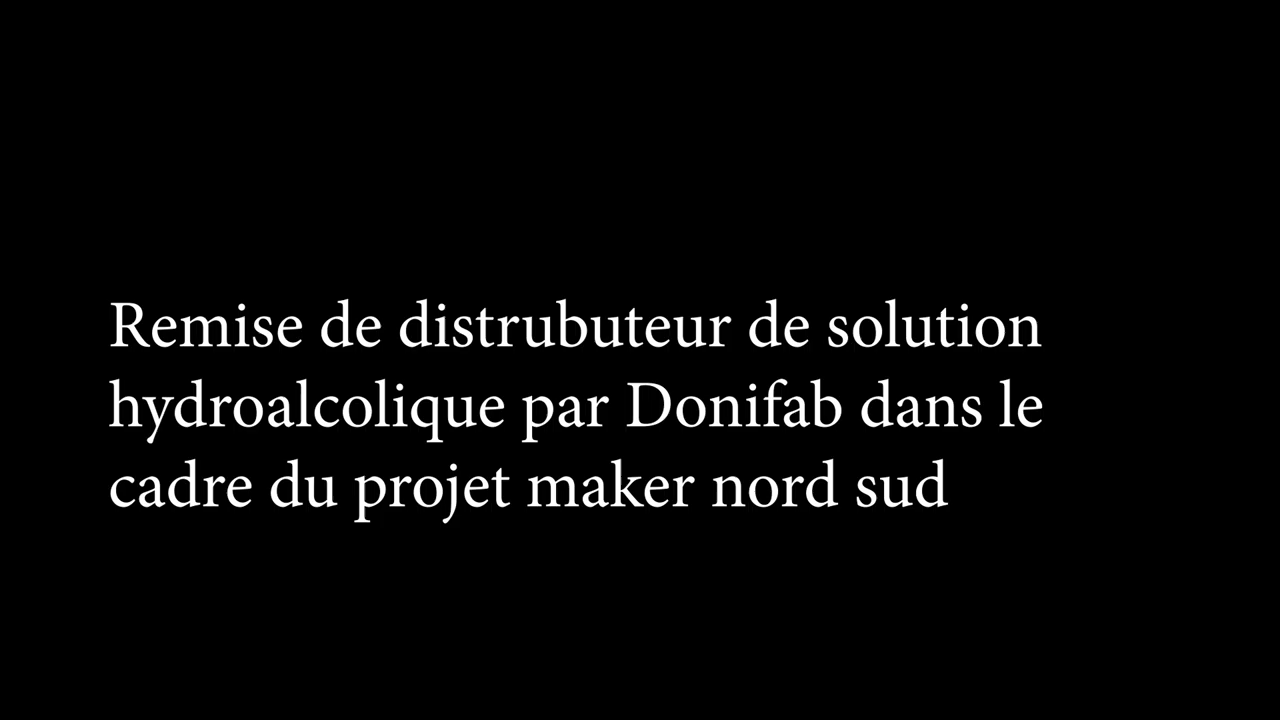 Remise de distrubuteur de solution
hydroalcolique par Donifab dans le
cadre du projet maker nord sud